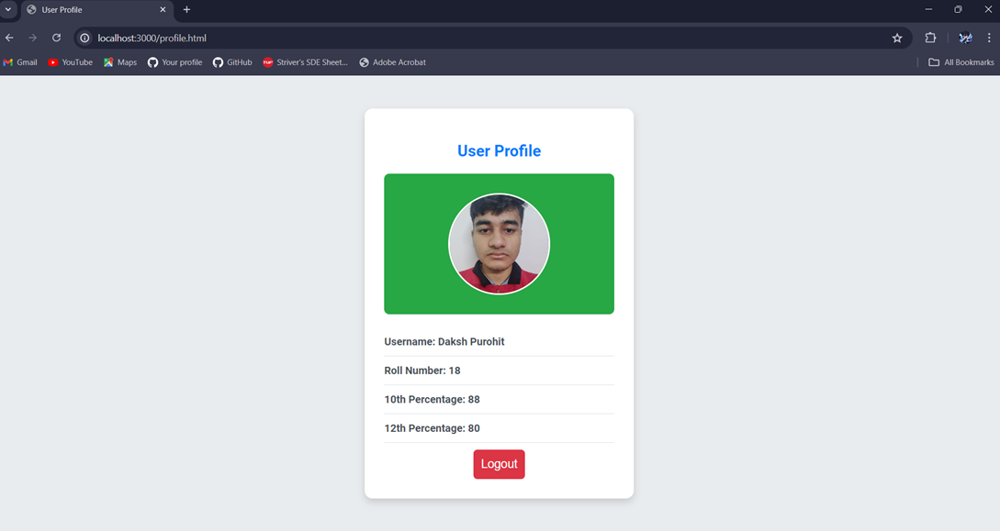 User Profile
localhost:3000/profile.html
Gmail
YouTube
Maps
Your profile
GitHub
Striver's SDE Sheet...
Adobe Acrobat
All Bookmarks
User Profile
Username: Daksh Purohit
Roll Number: 18
10th Percentage: 88
12th Percentage: 80
Logout